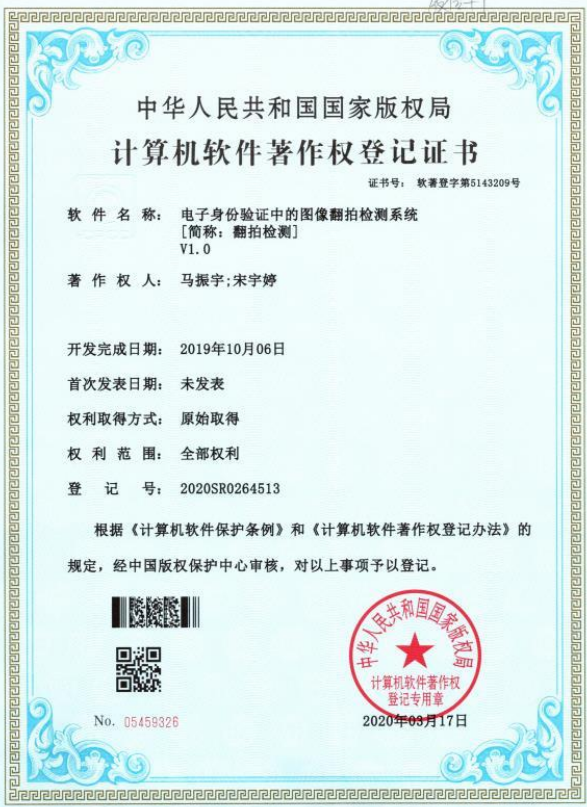 中华人民共和国国家版权局
计算机软件著作权登记证书
证书号： 软著登字第5143209号
软件名称： 电子身份验证中的图像翻拍检测系统
[简称：翻拍检测]
V1.0
著作权人： 马振宇;宋宇婷
开发完成日期： 2019年10月06日
首次发表日期： 未发表
权利取得方式： 原始取得
权利范围： 全部权利
登记号： 2020SR0264513
根据《计算机软件保护条例》和《计算机软件著作权登记办法》的
规定，经中国版权保护中心审核，对以上事项予以登记。
中华人民共和国国家版权局
计算机软件著作权
登记专用章
No. 05459326
2020年03月17日